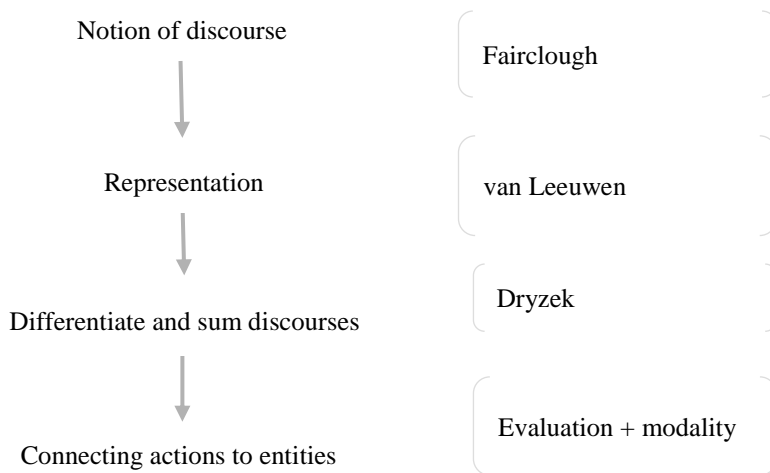 Notion of discourse
Fairclough
Representation
van Leeuwen
Differentiate and sum discourses
Dryzek
Connecting actions to entities
Evaluation + modality